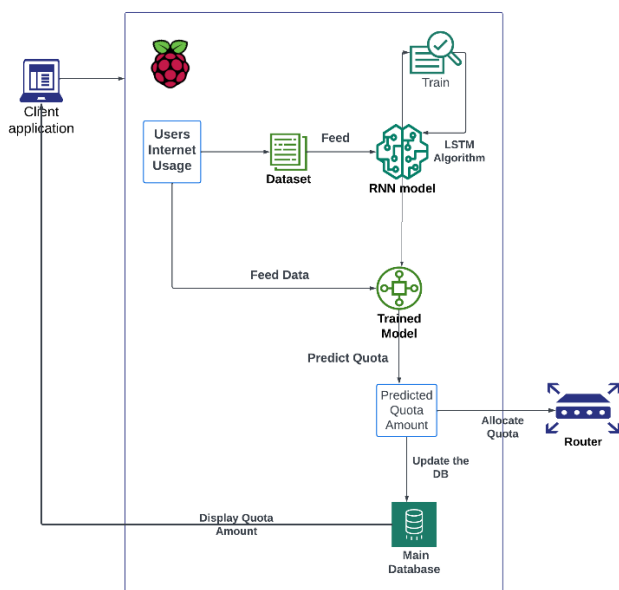 Train
Client
application
Users
Internet
Usage
Feed
LSTM
Algorithm
Dataset
RNN model
Feed Data
Trained
Model
Predict Quota
Predicted
Quota
Amount
Allocate
Quota
Router
Update the
DB
Display Quota
Amount
Main
Database